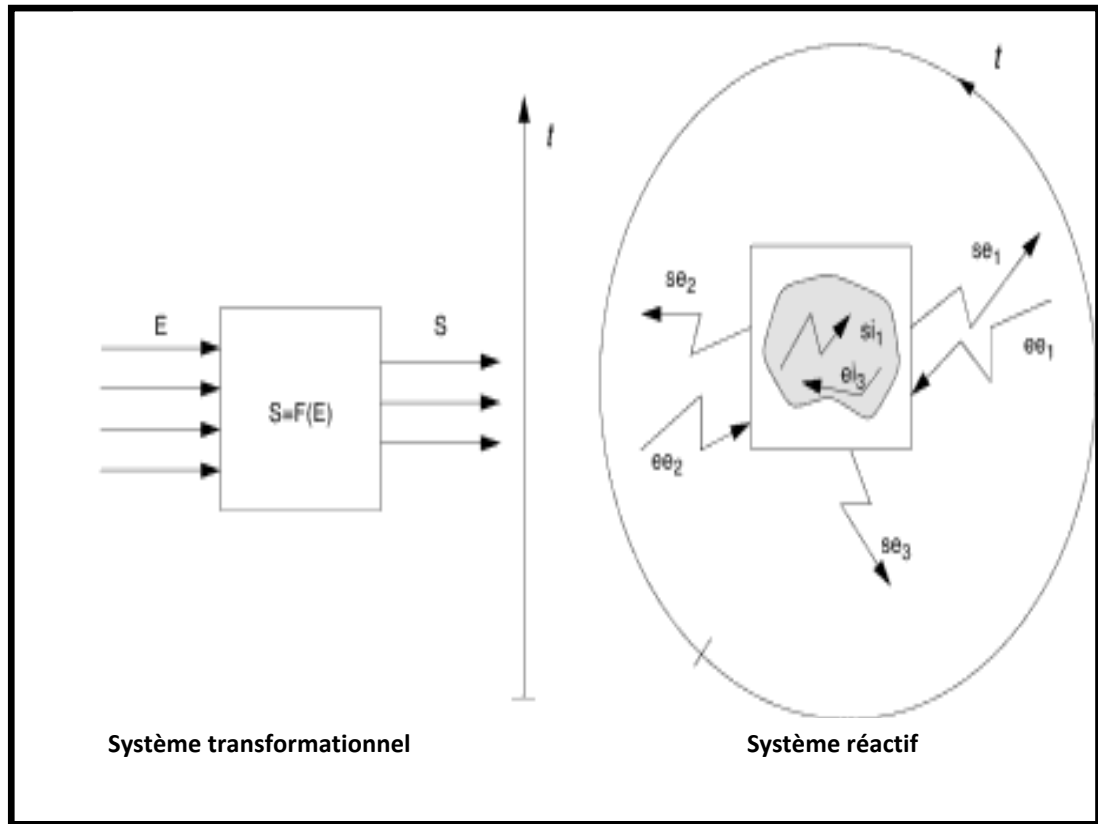 E
S
S=F(E)
t
Système transformationnel
t
se₁
se₂
si₁
ei₃
ee₁
ee₂
se₃
Système réactif